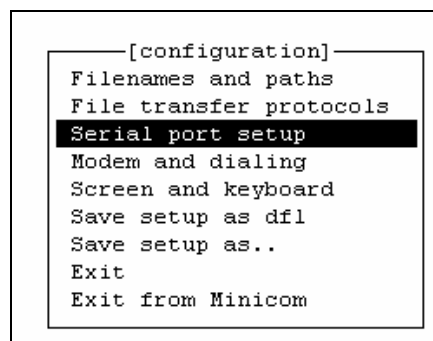 [configuration]
Filenames and paths
File transfer protocols
Serial port setup
Modem and dialing
Screen and keyboard
Save setup as dfl
Save setup as..
Exit
Exit from Minicom